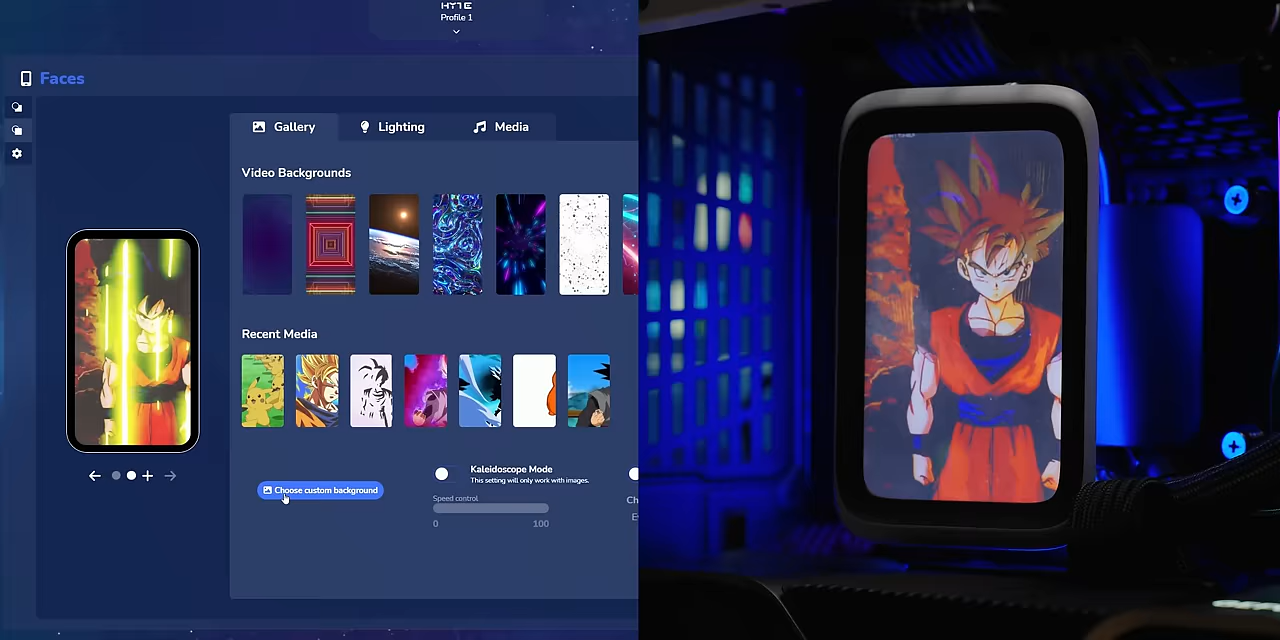 HYTE
Profile 1
Faces
Gallery
Lighting
Media
Video Backgrounds
Recent Media
Choose custom background
Kaleidoscope Mode
This setting will only work with images.
Speed control
0
100